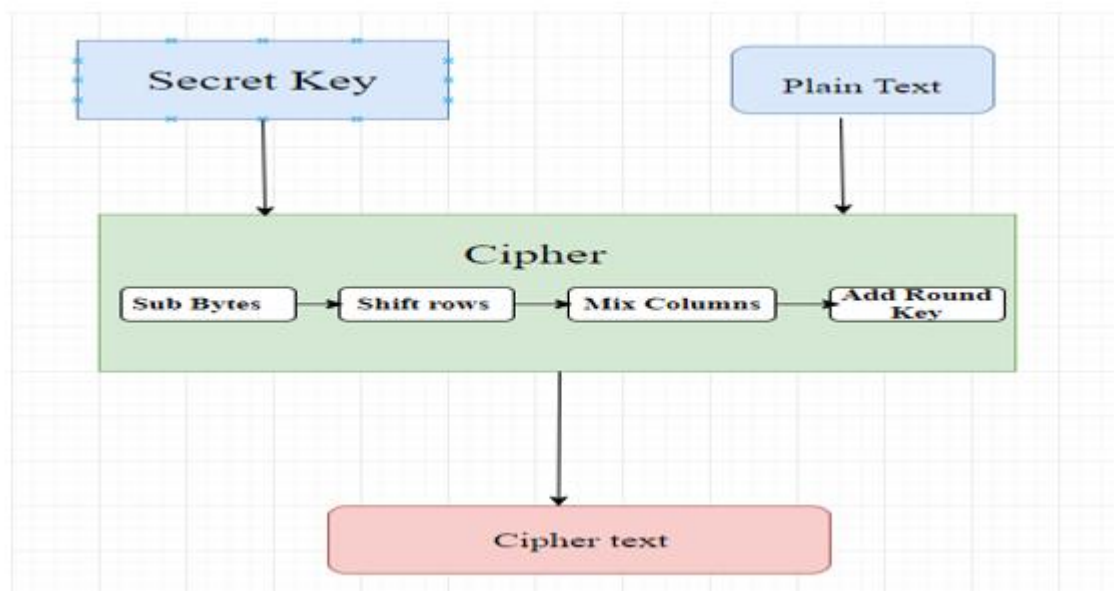 Secret Key
Plain Text
Cipher
Sub Bytes
Shift rows
Mix Columns
Add Round
Key
Cipher text